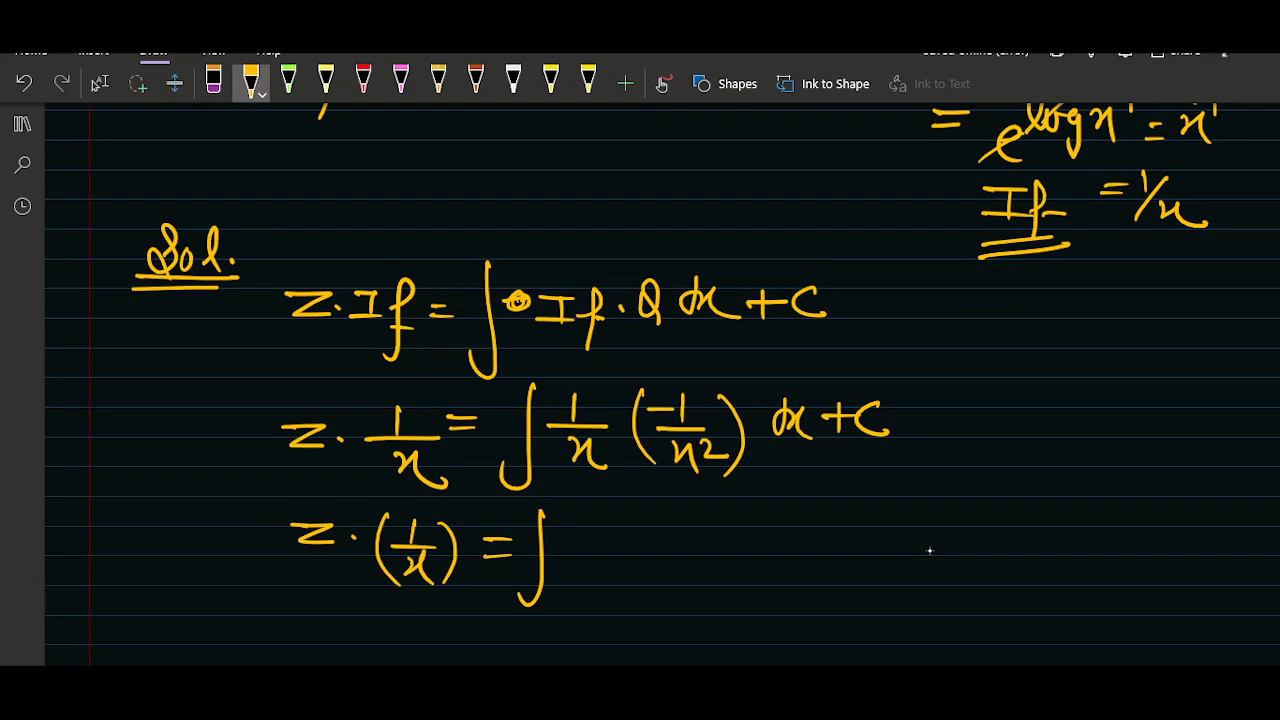 Shapes Ink to Shape Ink to Text
= e^log x⁻¹ = x⁻¹
If = 1/x
Sol.
Z · If = ∫ If · Q dx + C
Z · 1/x = ∫ 1/x (-1/x²) dx + C
Z · (1/x) = ∫